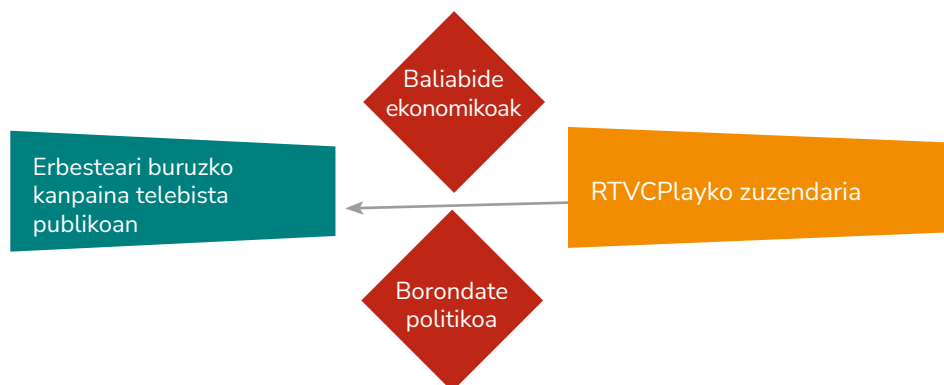 Baliabide
ekonomikoak
Erbesteari buruzko
kanpaina telebista
publikoan
RTVCPlayko zuzendaria
Borondate
politikoa